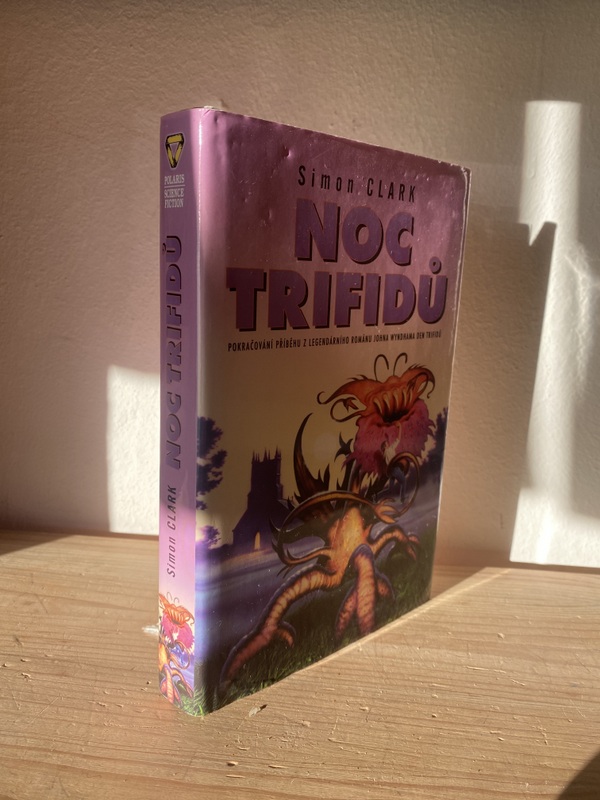 Simon CLARK
NOC
TRIFIDŮ
POKRAČOVÁNÍ PŘÍBĚHU Z LEGENDÁRNÍHO ROMÁNU JOHNA WYNDHAMA DEN TRIFIDŮ
POLARIS
SCIENCE
FICTION
Simon CLARK NOC TRIFIDŮ